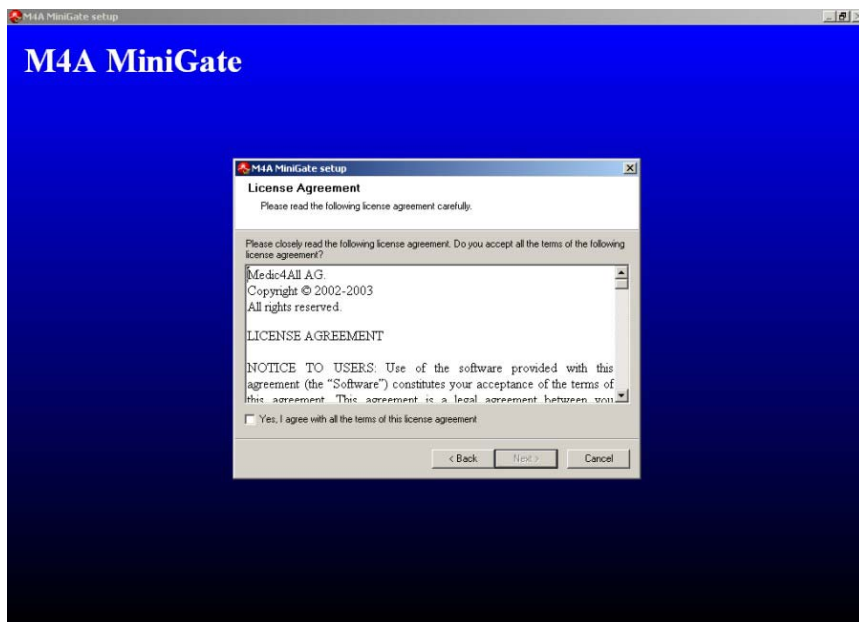 M4A MiniGate setup
M4A MiniGate
M4A MiniGate setup
License Agreement
Please read the following license agreement carefully.
Please closely read the following license agreement. Do you accept all the terms of the following
license agreement?
Medic4All AG.
Copyright © 2002-2003
All rights reserved.
LICENSE AGREEMENT
NOTICE TO USERS: Use of the software provided with this
agreement (the “Software”) constitutes your acceptance of the terms of
this agreement. This agreement is a legal agreement between you
Yes, I agree with all the terms of this license agreement
< Back
Next >
Cancel